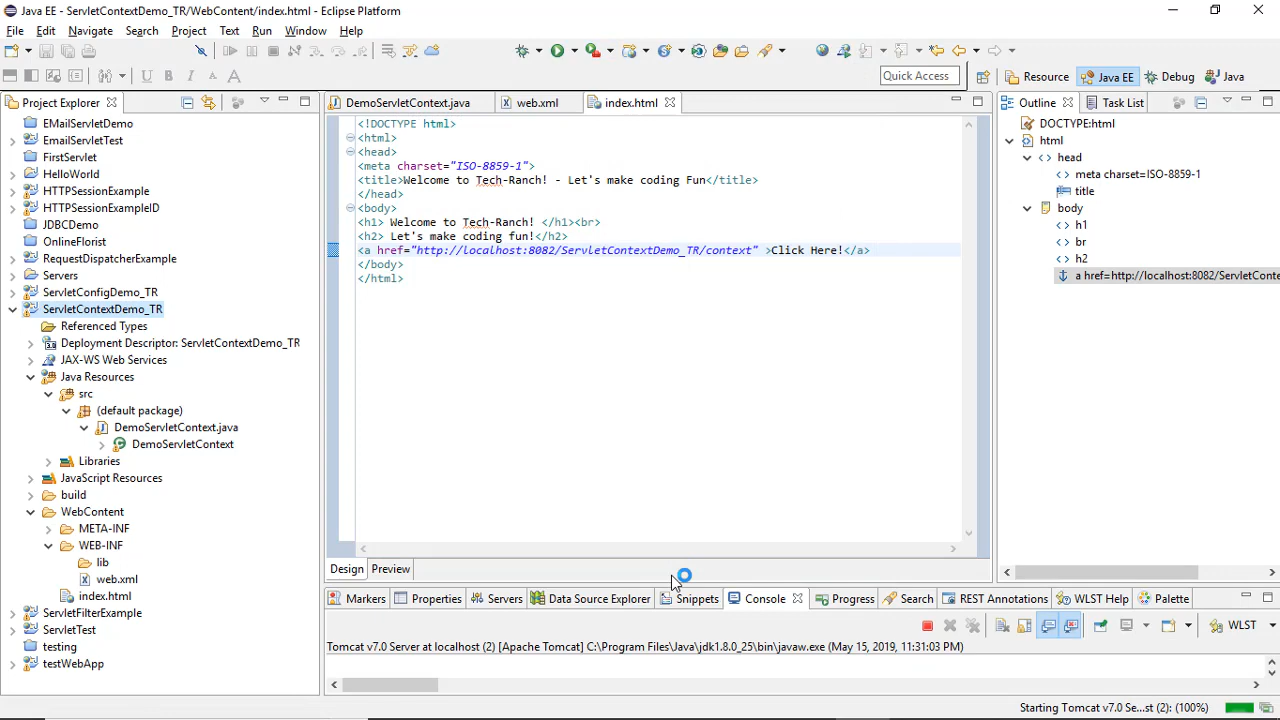 Java EE - ServletContextDemo_TR/WebContent/index.html - Eclipse Platform
File Edit Navigate Search Project Text Run Window Help
Quick Access Resource Java EE Debug Java
Project Explorer
EMailServletDemo
EmailServletTest
FirstServlet
HelloWorld
HTTPSessionExample
HTTPSessionExampleID
JDBCDemo
OnlineFlorist
RequestDispatcherExample
Servers
ServletConfigDemo_TR
ServletContextDemo_TR
Referenced Types
Deployment Descriptor: ServletContextDemo_TR
JAX-WS Web Services
Java Resources
src
(default package)
DemoServletContext.java
DemoServletContext
Libraries
JavaScript Resources
build
WebContent
META-INF
WEB-INF
lib
web.xml
index.html
ServletFilterExample
ServletTest
testing
testWebApp
DemoServletContext.java web.xml index.html
<!DOCTYPE html>
<html>
<head>
<meta charset="ISO-8859-1">
<title>Welcome to Tech-Ranch! - Let's make coding Fun</title>
</head>
<body>
<h1> Welcome to Tech-Ranch! </h1><br>
<h2> Let's make coding fun!</h2>
<a href="http://localhost:8082/ServletContextDemo_TR/context" >Click Here!</a>
</body>
</html>
Design Preview
Outline Task List
DOCTYPE:html
html
head
meta charset=ISO-8859-1
title
body
h1
br
h2
a href=http://localhost:8082/ServletConte
Markers Properties Servers Data Source Explorer Snippets Console Progress Search REST Annotations WLST Help Palette
WLST
Tomcat v7.0 Server at localhost (2) [Apache Tomcat] C:\Program Files\Java\jdk1.8.0_25\bin\javaw.exe (May 15, 2019, 11:31:03 PM)
Starting Tomcat v7.0 Se...st (2): (100%)